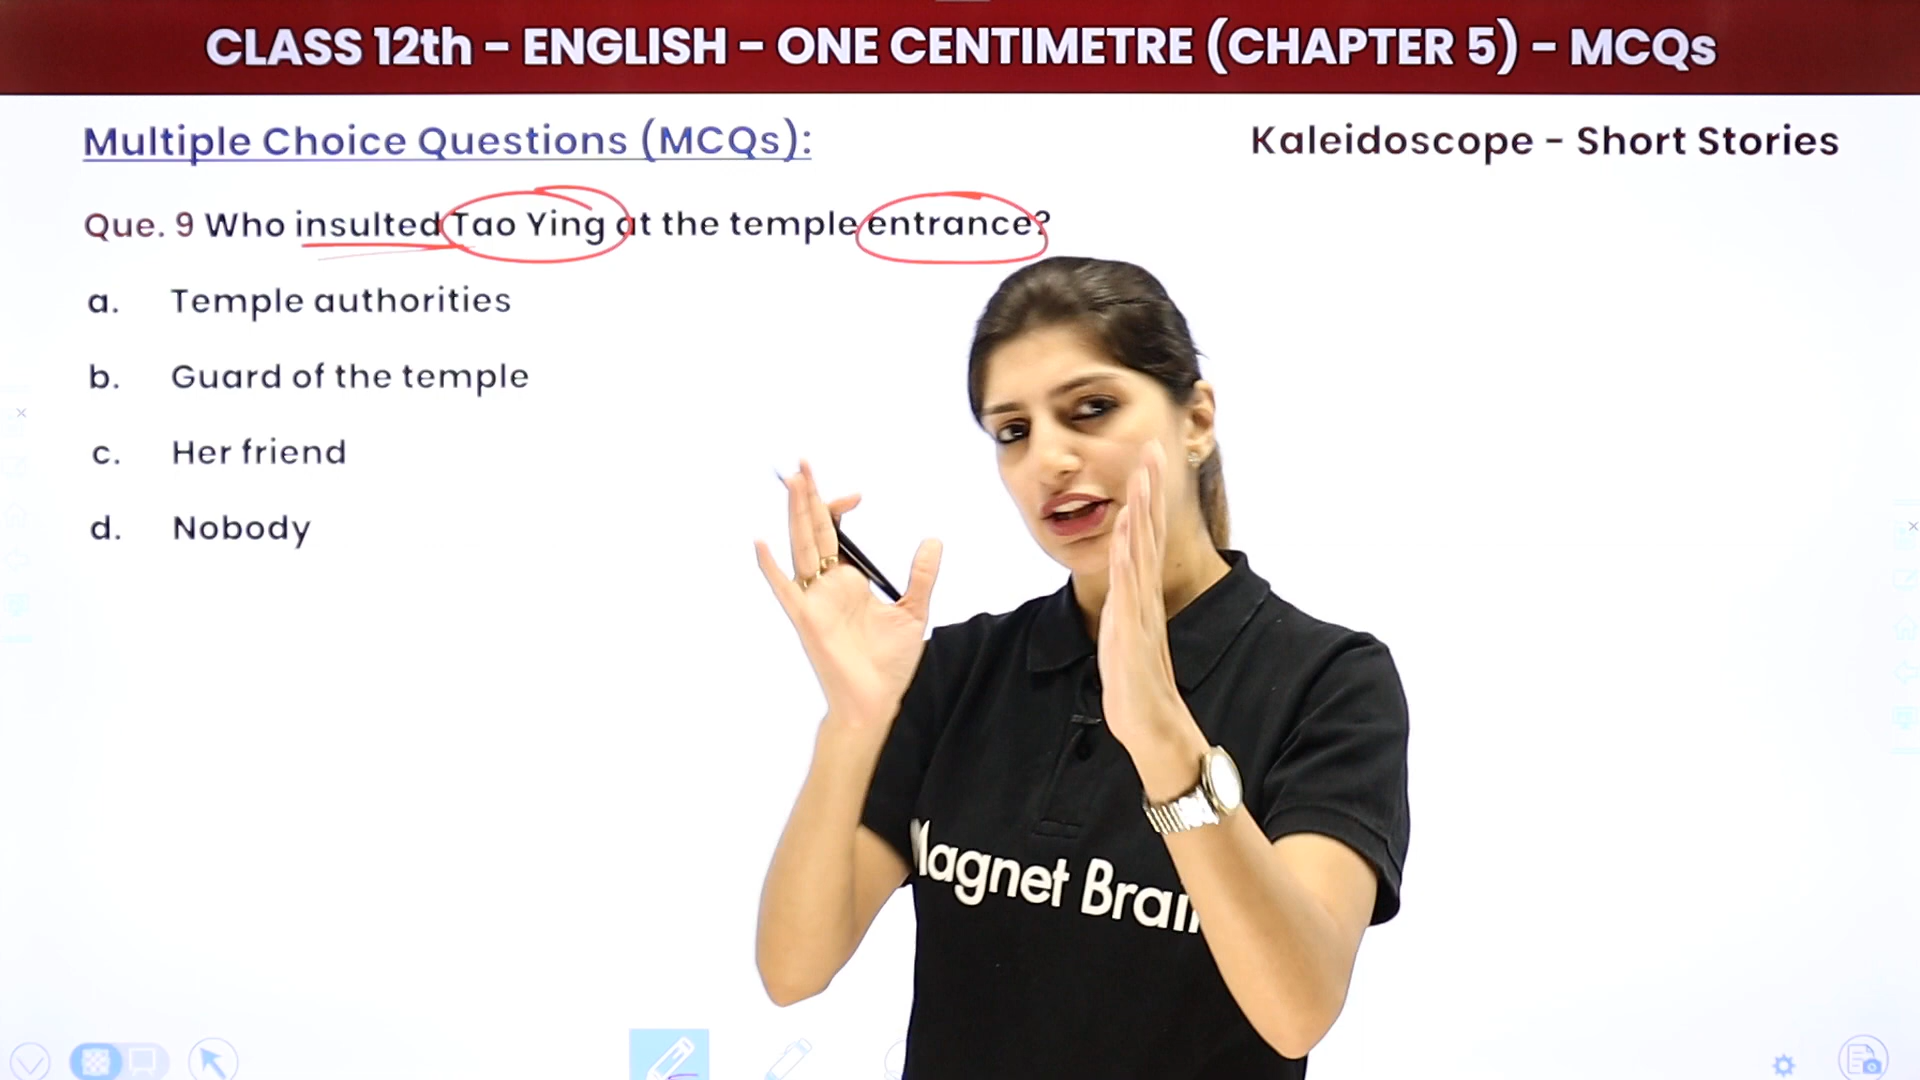 CLASS 12th - ENGLISH - ONE CENTIMETRE (CHAPTER 5) - MCQs
Multiple Choice Questions (MCQs):
Kaleidoscope - Short Stories
Que. 9 Who insulted Tao Ying at the temple entrance?
a. Temple authorities
b. Guard of the temple
c. Her friend
d. Nobody
Magnet Brai